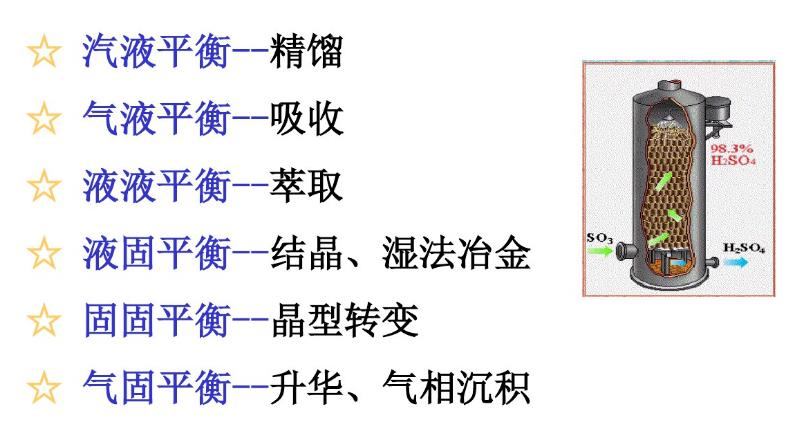 ☆ 汽液平衡--精馏
☆ 气液平衡--吸收
☆ 液液平衡--萃取
☆ 液固平衡--结晶、湿法冶金
☆ 固固平衡--晶型转变
☆ 气固平衡--升华、气相沉积
98.3%
H₂SO₄
SO₃
H₂SO₄